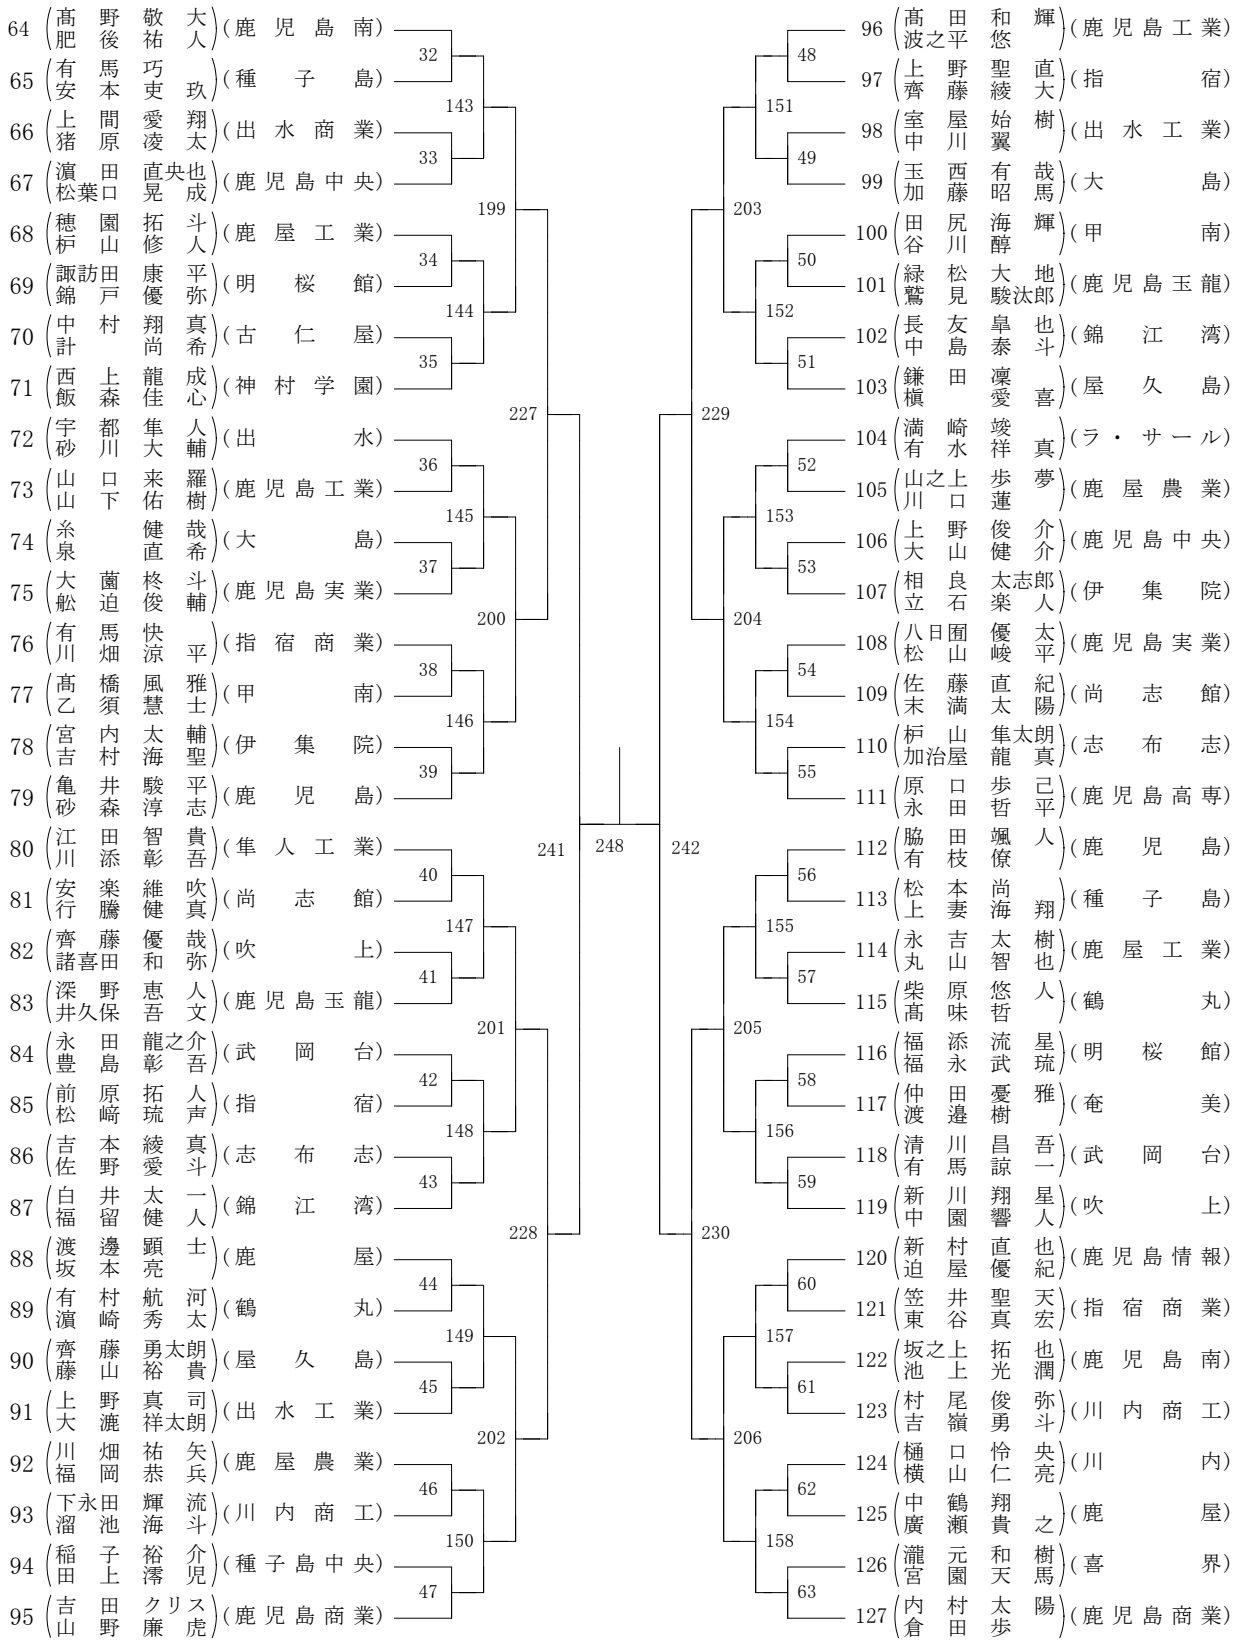 64 髙野敬大 肥後祐人 (鹿児島南)
65 有馬巧 安本吏玖 (種子島)
66 上間愛翔 猪原凌太 (出水商業)
67 濵田直央也 松葉口晃成 (鹿児島中央)
68 穂園拓斗 枦山修人 (鹿屋工業)
69 諏訪田康平 錦戸優弥 (明桜館)
70 中村翔真 計尚希 (古仁屋)
71 西上龍成 飯森佳心 (神村学園)
72 宇都隼人 砂川大輔 (出水)
73 山口来羅 山下佑樹 (鹿児島工業)
74 糸健哉 泉直希 (大島)
75 大薗柊斗 舩迫俊輔 (鹿児島実業)
76 有馬快 川畑涼平 (指宿商業)
77 髙橋風雅 乙須慧士 (甲南)
78 宮内太輔 吉村海聖 (伊集院)
79 亀井駿平 砂森淳志 (鹿児島)
80 江田智貴 川添彰吾 (隼人工業)
81 安楽維吹 行騰健真 (尚志館)
82 齊藤優哉 諸喜田和弥 (吹上)
83 深野恵人 井久保吾文 (鹿児島玉龍)
84 永田龍之介 豊島彰吾 (武岡台)
85 前原拓人 松﨑琉声 (指宿)
86 吉本綾真 佐野愛斗 (志布志)
87 白井太一 福留健人 (錦江湾)
88 渡邊顕士 坂本亮 (鹿屋)
89 有村航河 濵崎秀太 (鶴丸)
90 齊藤勇太朗 藤山裕貴 (屋久島)
91 上野真司 大漉祥太朗 (出水工業)
92 川畑祐矢 福岡恭兵 (鹿屋農業)
93 下永田輝流 溜池海斗 (川内商工)
94 稲子裕介 田上澪児 (種子島中央)
95 吉田クリス 山野廉虎 (鹿児島商業)
32
33
34
35
36
37
38
39
40
41
42
43
44
45
46
47
143
144
145
146
147
148
149
150
199
200
201
202
227
228
241
248
242
229
230
203
204
205
206
151
152
153
154
155
156
157
158
48
49
50
51
52
53
54
55
56
57
58
59
60
61
62
63
96 髙田和輝 波之平悠 (鹿児島工業)
97 上野聖直 齊藤綾大 (指宿)
98 室屋始樹 中川翼 (出水工業)
99 玉西有哉 加藤昭馬 (大島)
100 田尻海輝 谷川醇 (甲南)
101 緑松大地 鷲見駿汰郎 (鹿児島玉龍)
102 長友皐也 中島泰斗 (錦江湾)
103 鎌田凜 槇愛喜 (屋久島)
104 満崎竣 有水祥真 (ラ・サール)
105 山之上歩夢 川口蓮 (鹿屋農業)
106 上野俊介 大山健介 (鹿児島中央)
107 相良太志郎 立石楽人 (伊集院)
108 八日囿優太 松山峻平 (鹿児島実業)
109 佐藤直紀 末満太陽 (尚志館)
110 枦山隼太朗 加治屋龍真 (志布志)
111 原口歩己 永田哲平 (鹿児島高専)
112 脇田颯人 有枝僚 (鹿児島)
113 松本尚 上妻海翔 (種子島)
114 永吉太樹 丸山智也 (鹿屋工業)
115 柴原悠人 髙味哲 (鶴丸)
116 福添流星 福永武琉 (明桜館)
117 仲田憂雅 渡邉樹 (奄美)
118 清川昌吾 有馬諒一 (武岡台)
119 新川翔星 中園響人 (吹上)
120 新村直也 迫屋優紀 (鹿児島情報)
121 笠井聖天 東谷真宏 (指宿商業)
122 坂之上拓也 池上光潤 (鹿児島南)
123 村尾俊弥 吉嶺勇斗 (川内商工)
124 樋口怜央 横山仁亮 (川内)
125 中鶴翔 廣瀬貴之 (鹿屋)
126 瀧元和樹 宮園天馬 (喜界)
127 内村太陽 倉田歩 (鹿児島商業)